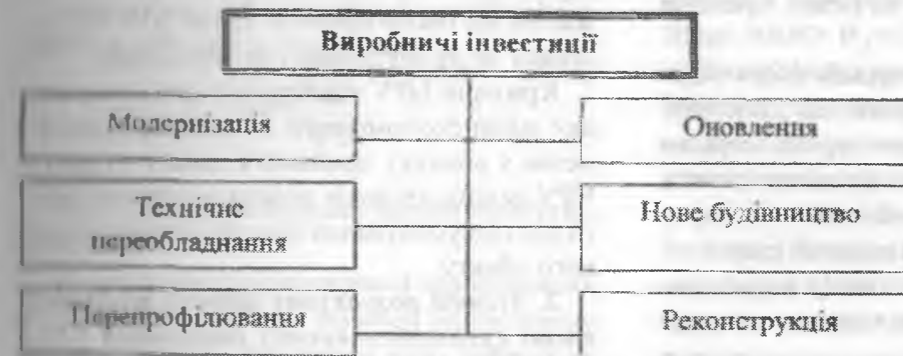 Виробничі інвестиції
Модернізація
Оновлення
Технічне
переобладнання
Нове будівництво
Перепрофілювання
Реконструкція